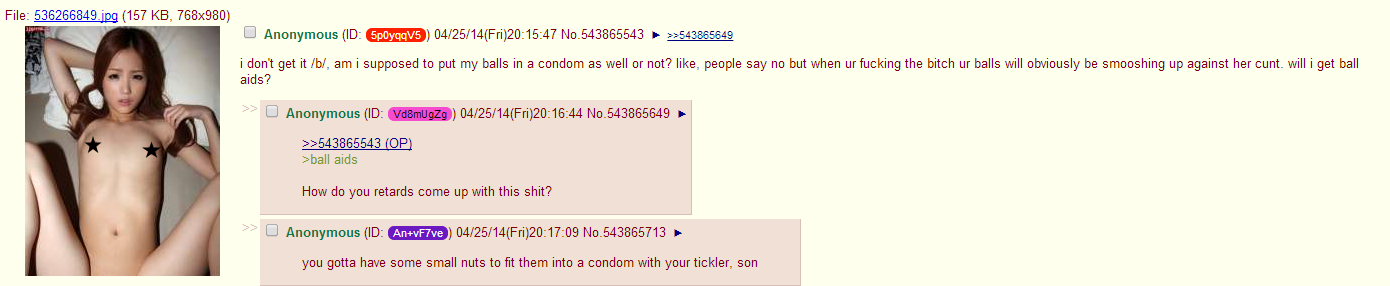 File: 536266849.jpg (157 KB, 768x980)
Anonymous (ID: 5p0yqqV5) 04/25/14(Fri)20:15:47 No.543865543 ► >>543865649
i don't get it /b/, am i supposed to put my balls in a condom as well or not? like, people say no but when ur fucking the bitch ur balls will obviously be smooshing up against her cunt. will i get ball
aids?
>> Anonymous (ID: Vd8mUgZg) 04/25/14(Fri)20:16:44 No.543865649 ►
>>543865543 (OP)
>ball aids
How do you retards come up with this shit?
>> Anonymous (ID: An+vF7ve) 04/25/14(Fri)20:17:09 No.543865713 ►
you gotta have some small nuts to fit them into a condom with your tickler, son